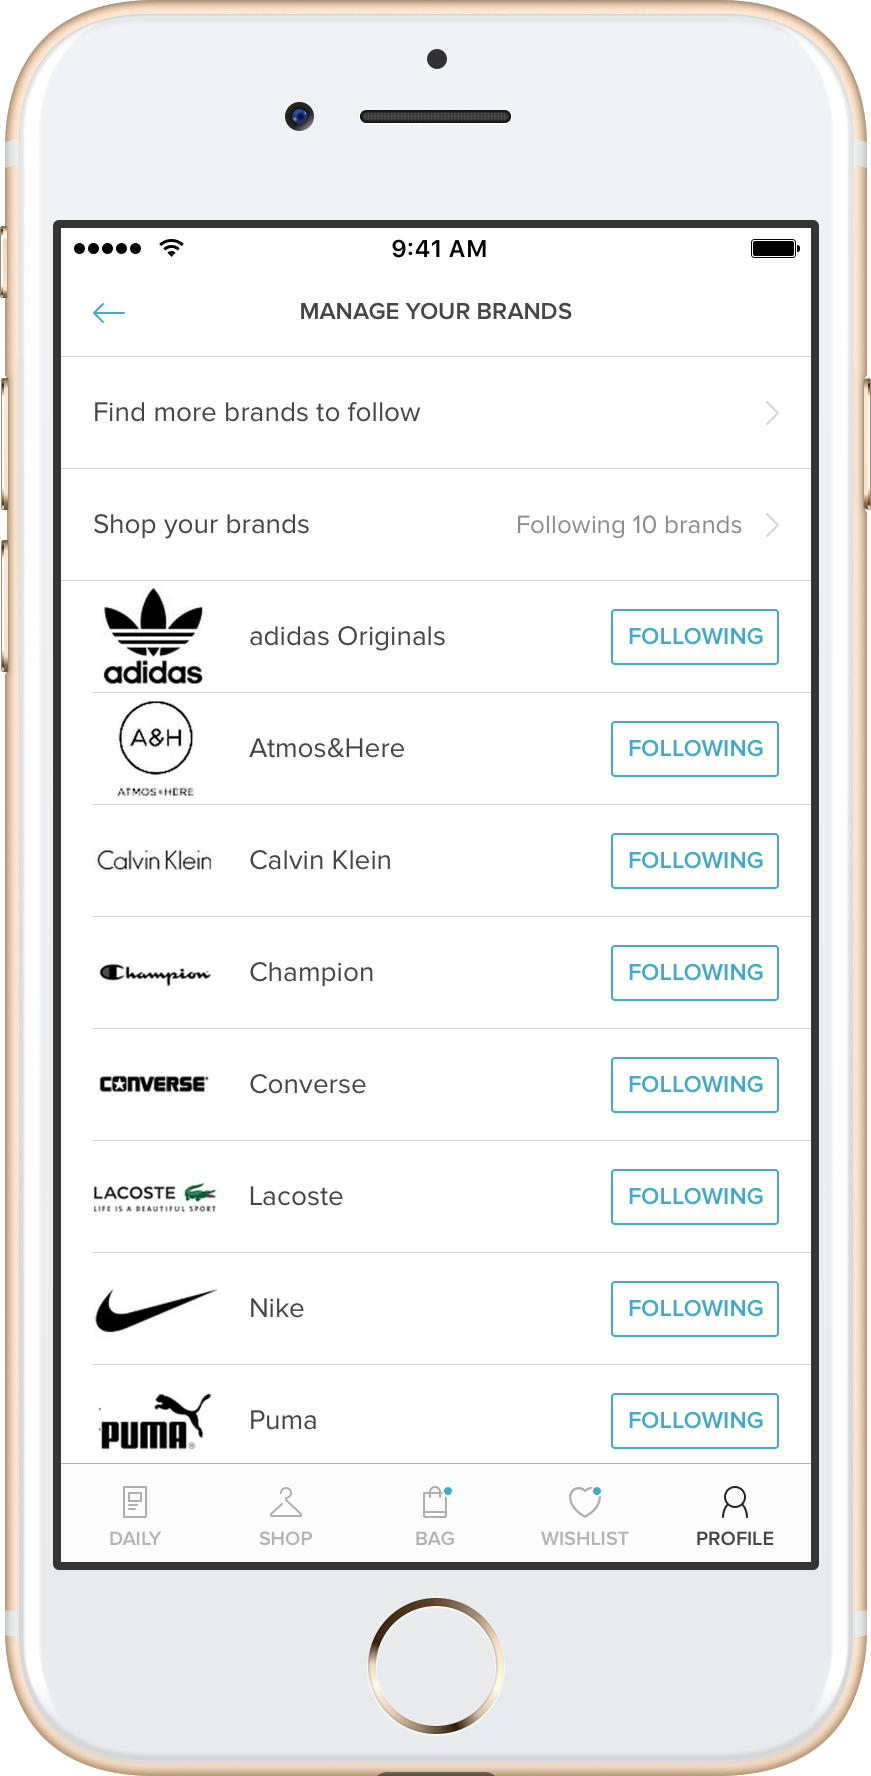 9:41 AM
MANAGE YOUR BRANDS
Find more brands to follow
Shop your brands Following 10 brands
adidas
adidas Originals FOLLOWING
A&H
ATMOS&HERE
Atmos&Here FOLLOWING
Calvin Klein Calvin Klein FOLLOWING
Champion Champion FOLLOWING
CONVERSE Converse FOLLOWING
LACOSTE
LIFE IS A BEAUTIFUL SPORT
Lacoste FOLLOWING
Nike FOLLOWING
PUMA® Puma FOLLOWING
DAILY SHOP BAG WISHLIST PROFILE